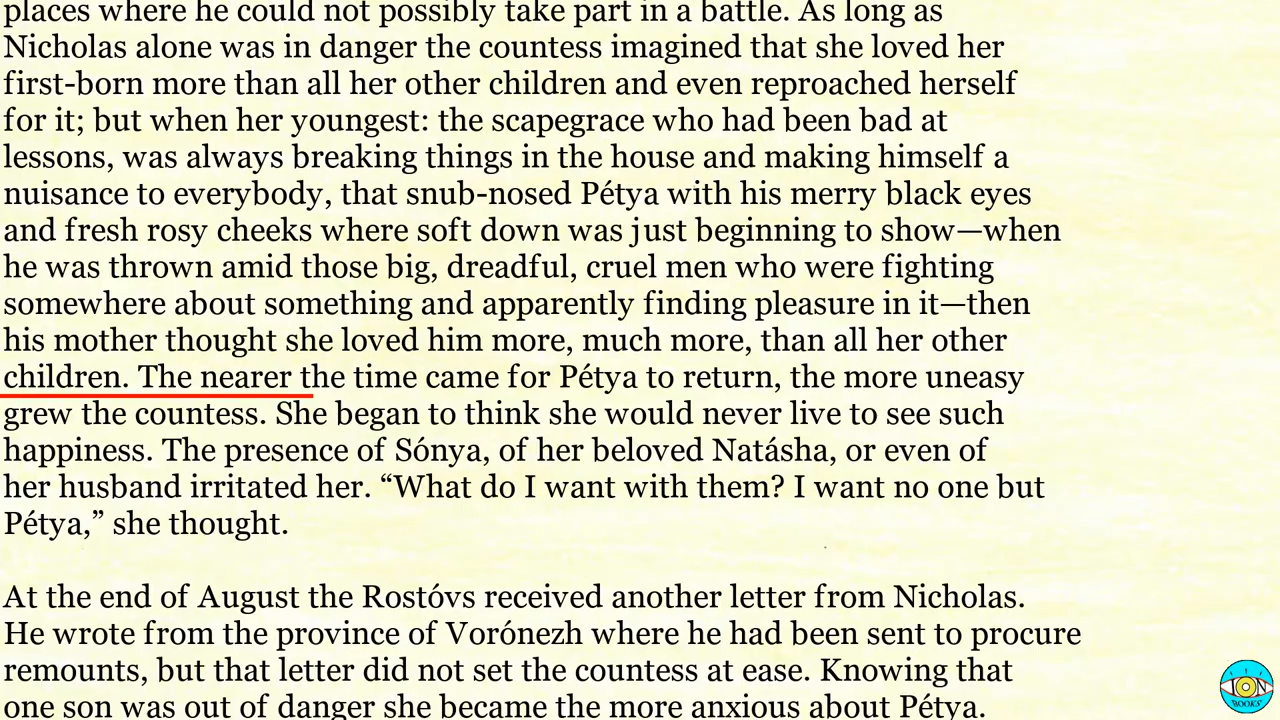 places where he could not possibly take part in a battle. As long as
Nicholas alone was in danger the countess imagined that she loved her
first-born more than all her other children and even reproached herself
for it; but when her youngest: the scapegrace who had been bad at
lessons, was always breaking things in the house and making himself a
nuisance to everybody, that snub-nosed Pétya with his merry black eyes
and fresh rosy cheeks where soft down was just beginning to show—when
he was thrown amid those big, dreadful, cruel men who were fighting
somewhere about something and apparently finding pleasure in it—then
his mother thought she loved him more, much more, than all her other
children. The nearer the time came for Pétya to return, the more uneasy
grew the countess. She began to think she would never live to see such
happiness. The presence of Sónya, of her beloved Natásha, or even of
her husband irritated her. “What do I want with them? I want no one but
Pétya,” she thought.
At the end of August the Rostóvs received another letter from Nicholas.
He wrote from the province of Vorónezh where he had been sent to procure
remounts, but that letter did not set the countess at ease. Knowing that
one son was out of danger she became the more anxious about Pétya.
ION
BOOKS